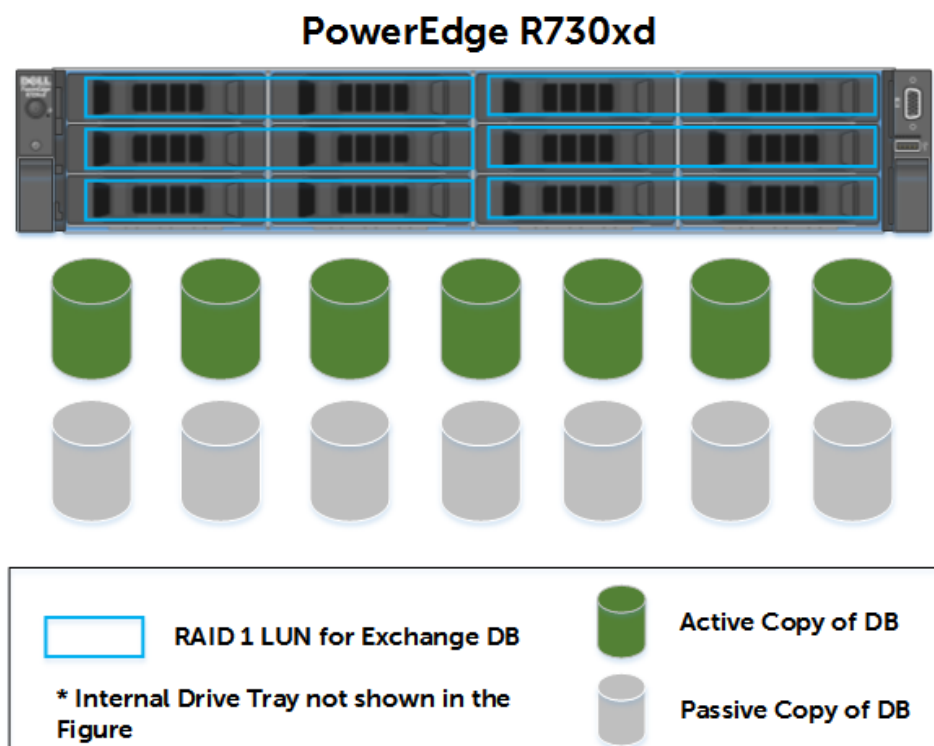 PowerEdge R730xd
DELL
RAID 1 LUN for Exchange DB
* Internal Drive Tray not shown in the
Figure
Active Copy of DB
Passive Copy of DB